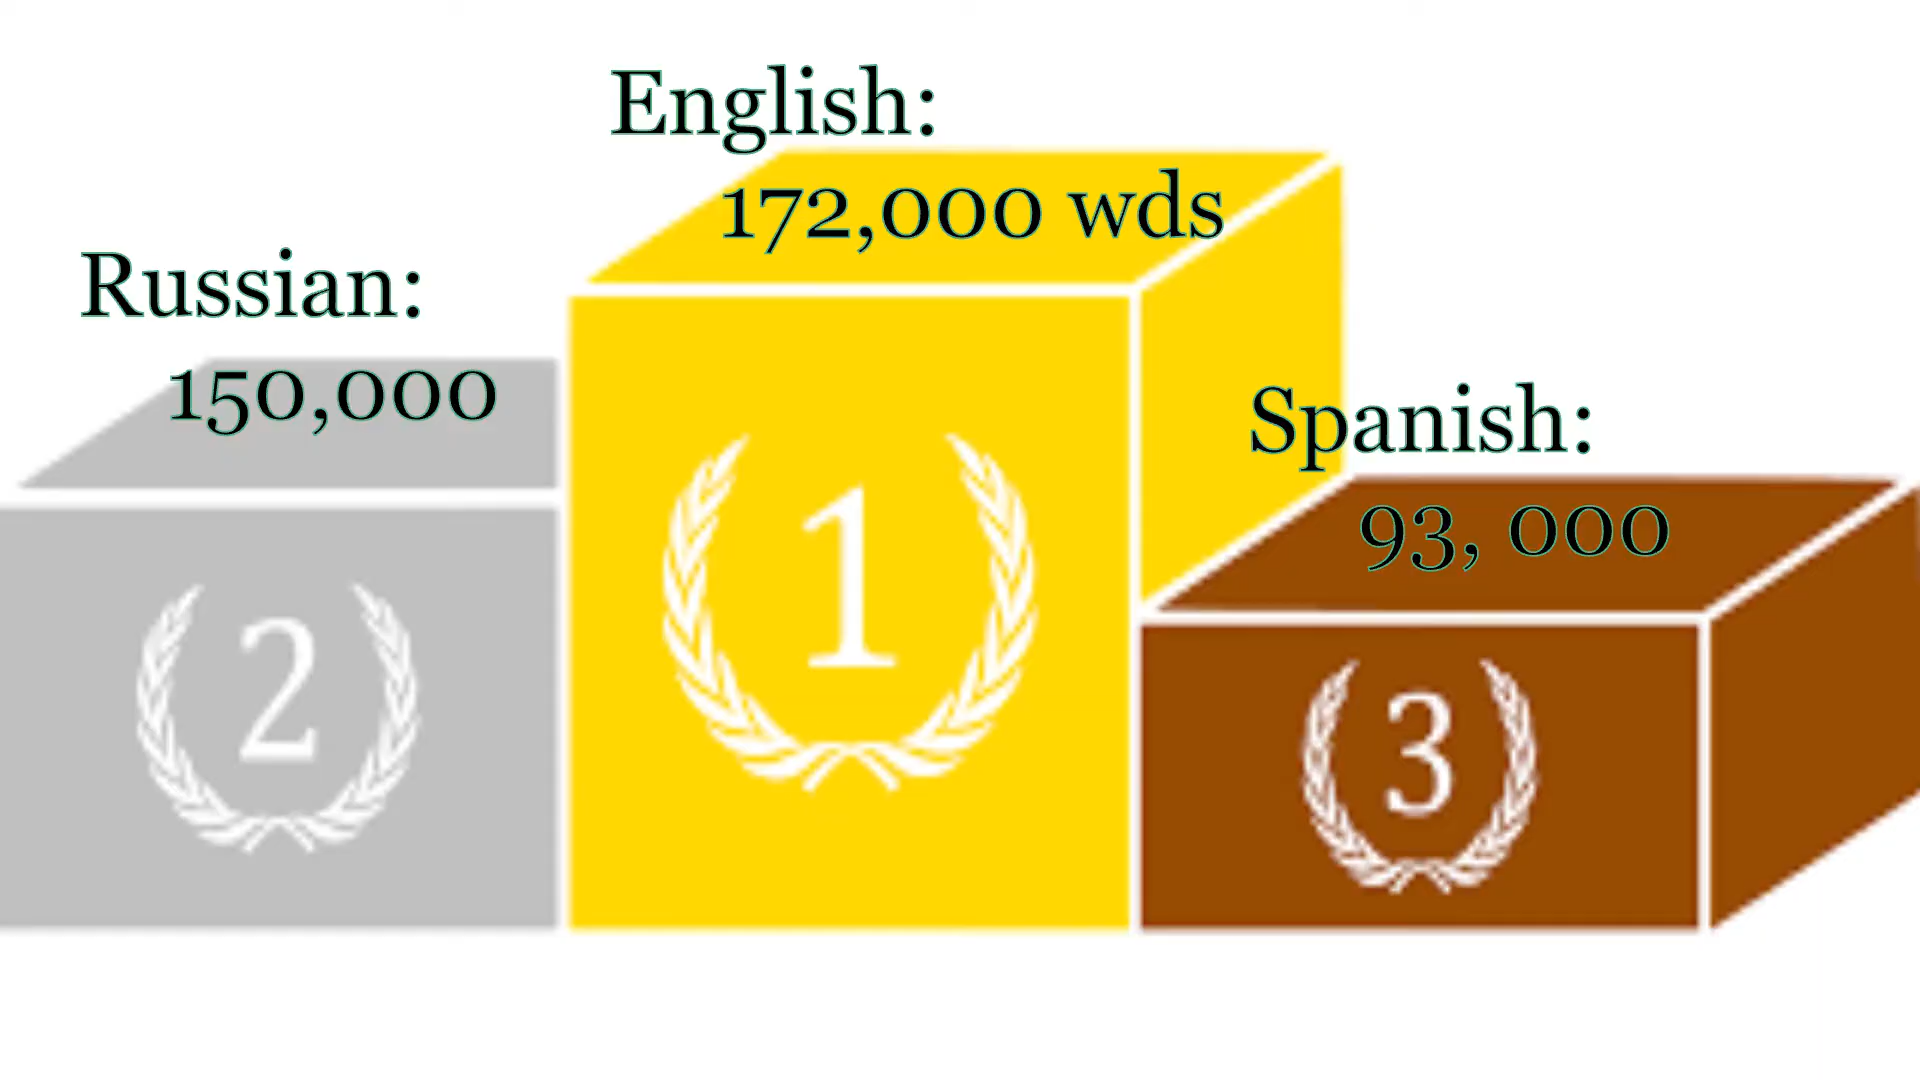 English:
172,000 wds
Russian:
150,000
Spanish:
93, 000
2
1
3